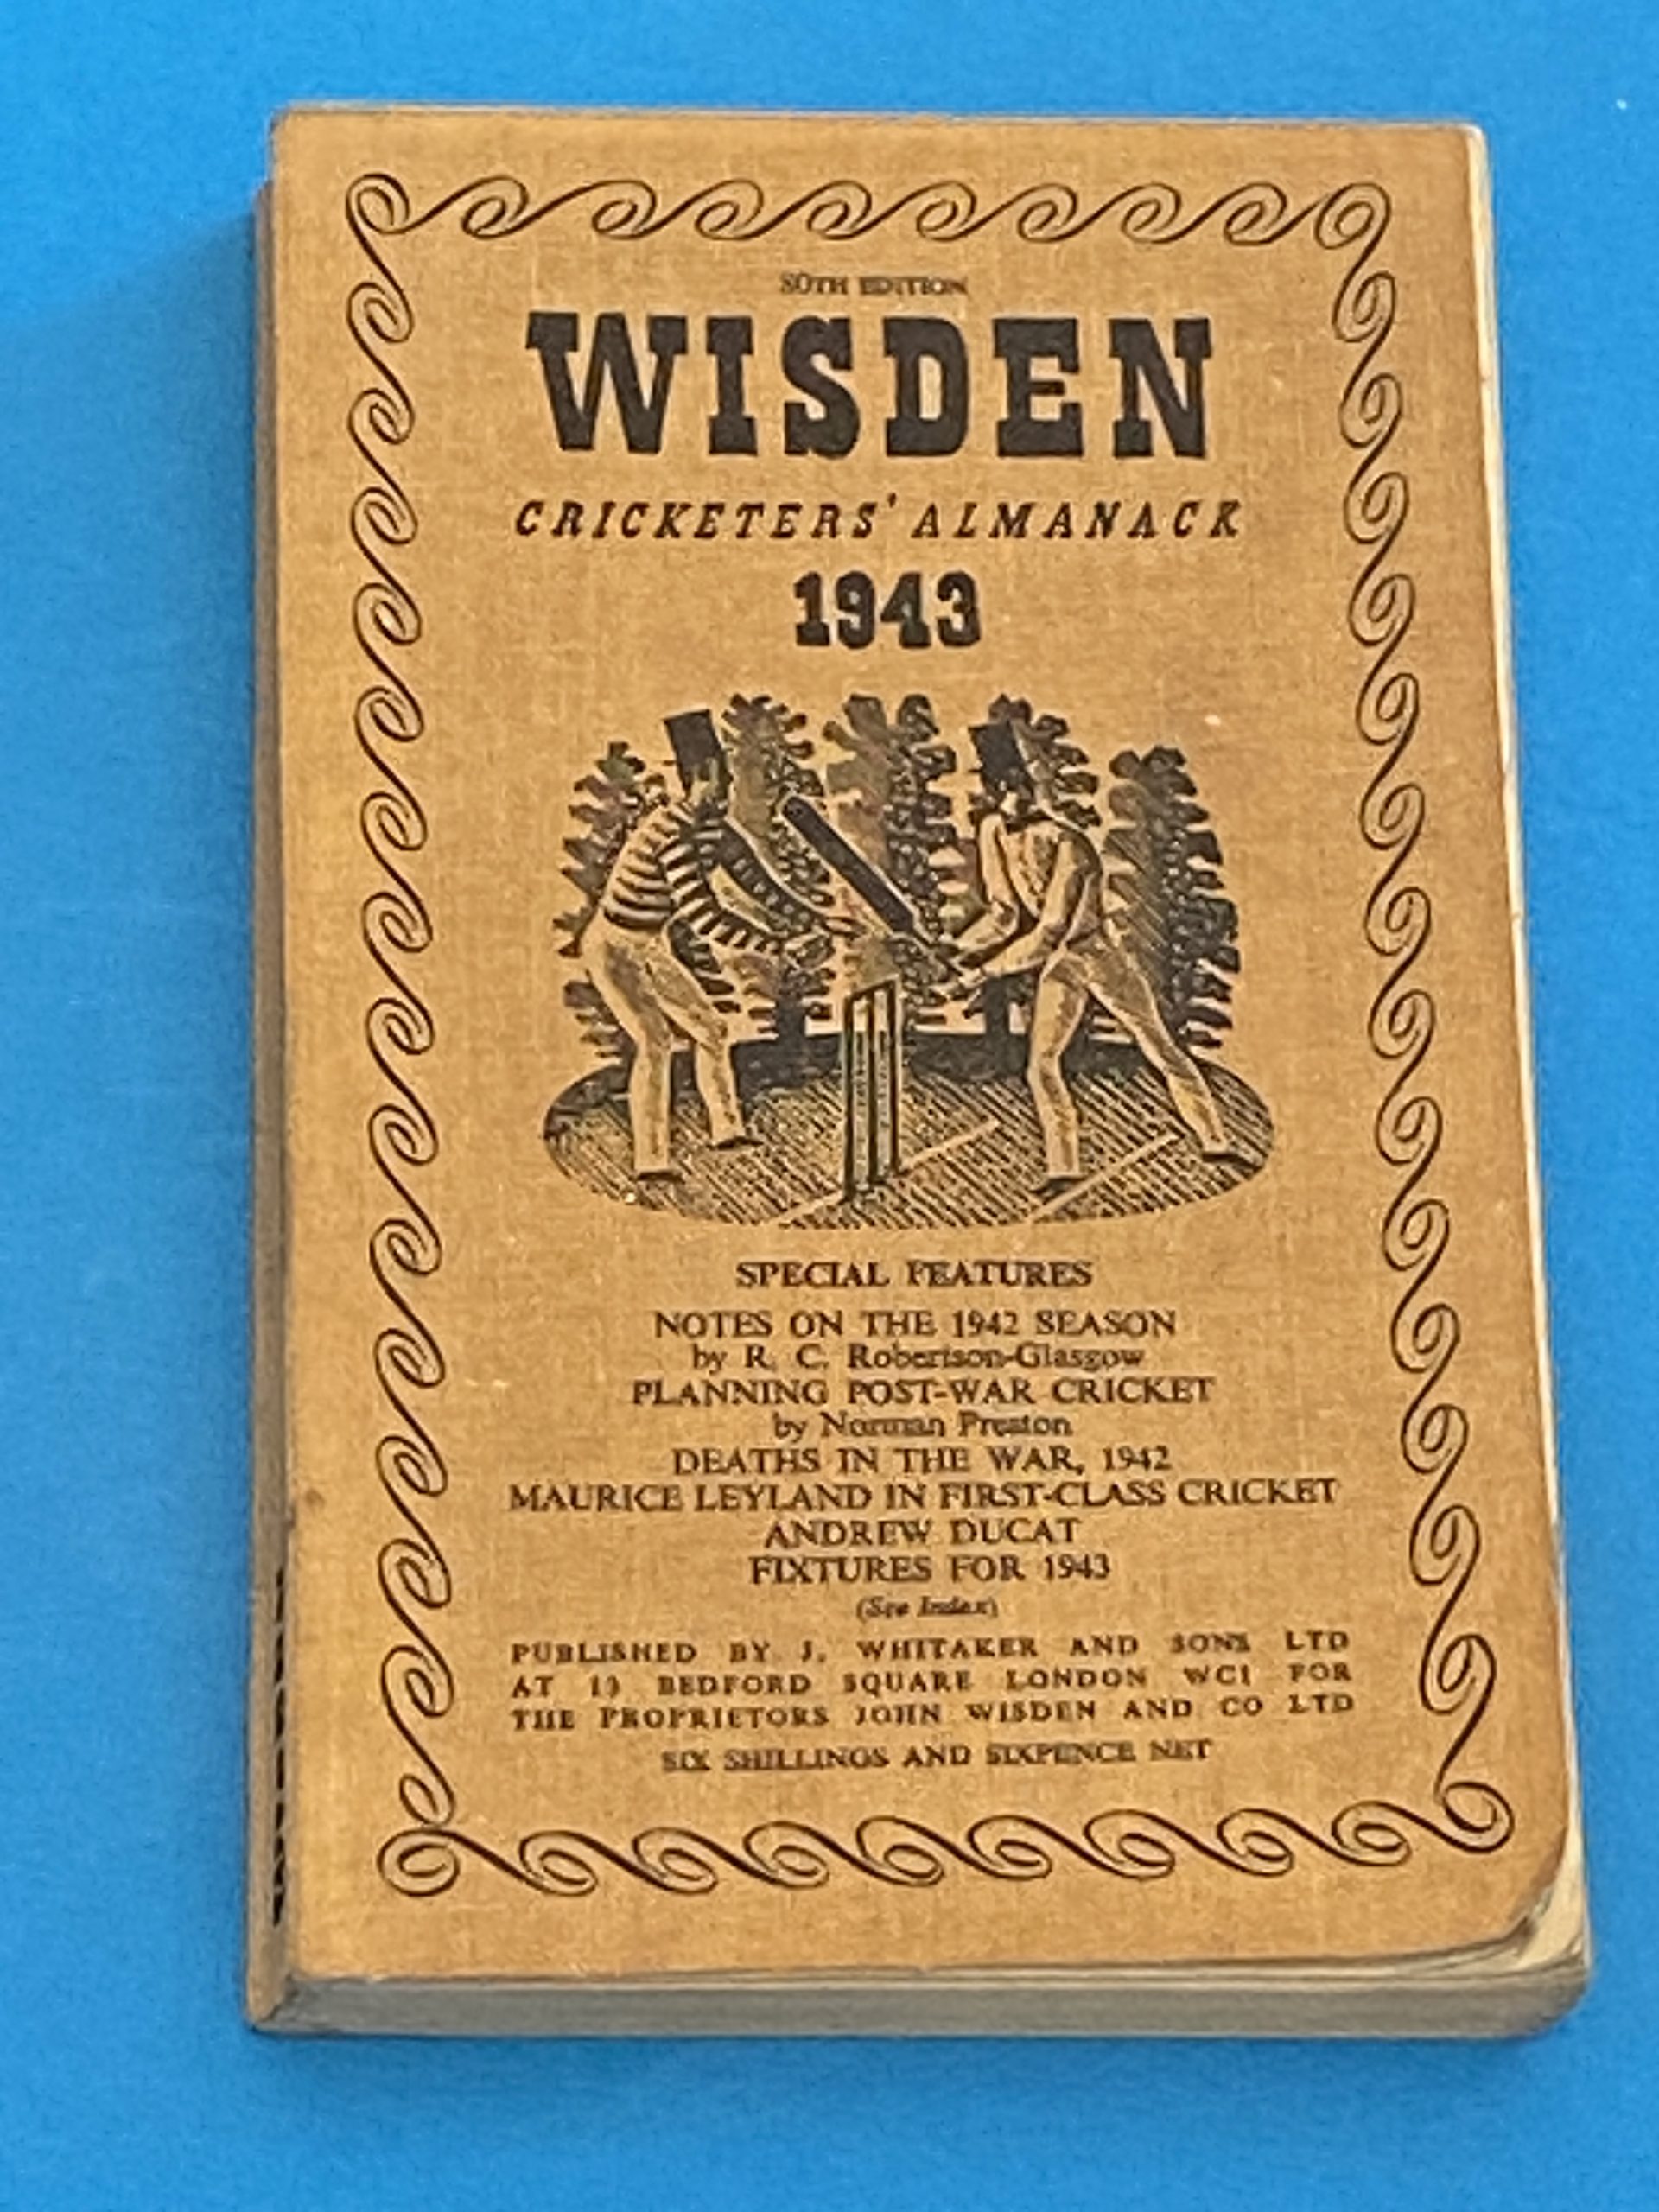 80TH EDITION
WISDEN
CRICKETERS' ALMANACK
1943
SPECIAL FEATURES
NOTES ON THE 1942 SEASON
by R. C. Robertson-Glasgow
PLANNING POST-WAR CRICKET
by Norman Preston
DEATHS IN THE WAR, 1942
MAURICE LEYLAND IN FIRST-CLASS CRICKET
ANDREW DUCAT
FIXTURES FOR 1943
(See Index)
PUBLISHED BY J. WHITAKER AND SONS LTD
AT 13 BEDFORD SQUARE LONDON WC1 FOR
THE PROPRIETORS JOHN WISDEN AND CO LTD
SIX SHILLINGS AND SIXPENCE NET